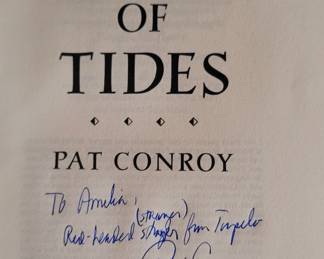 OF
TIDES
PAT CONROY
To Amelia,
(stranger)
Red-headed stranger from Tupelo